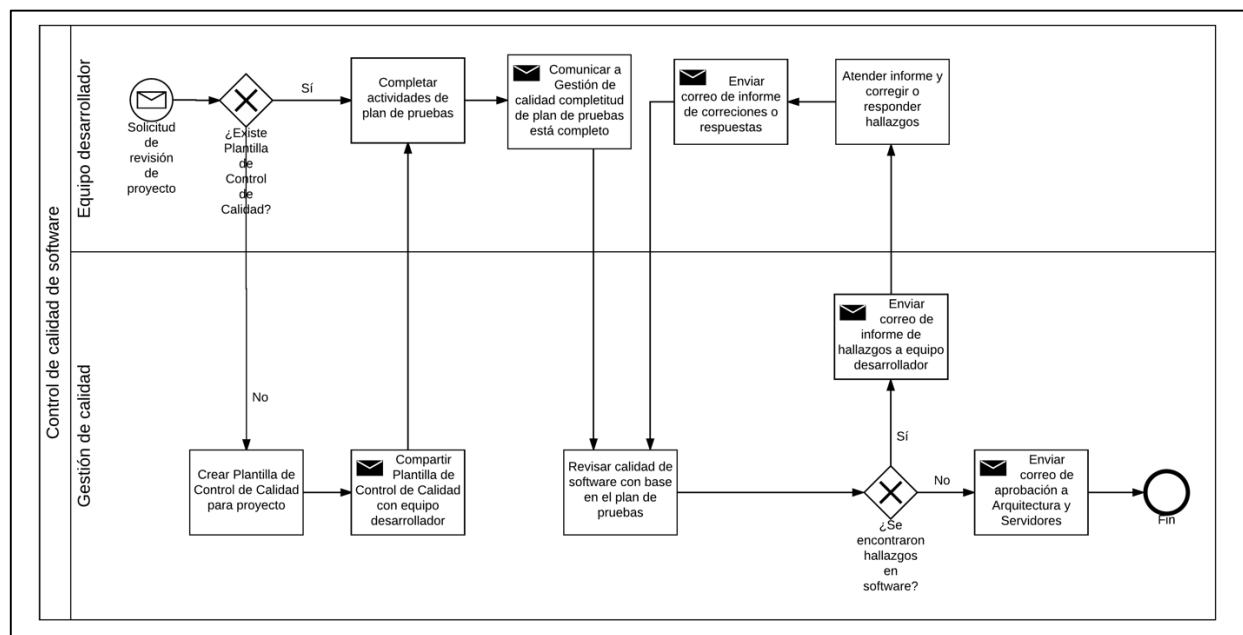 Control de calidad de software
Equipo desarrollador
Solicitud
de
revisión
de
proyecto
¿Existe
Plantilla
de
Control
de
Calidad?
Sí
Completar
actividades de
plan de pruebas
Comunicar a
Gestión de
calidad completitud
de plan de pruebas
está completo
Enviar
correo de informe
de correciones o
respuestas
Atender informe y
corregir o
responder
hallazgos
Gestión de calidad
No
Crear Plantilla de
Control de Calidad
para proyecto
Compartir
Plantilla de
Control de Calidad
con equipo
desarrollador
Revisar calidad de
software con base
en el plan de
pruebas
¿Se
encontraron
hallazgos
en
software?
Sí
Enviar
correo de
informe de
hallazgos a equipo
desarrollador
No
Enviar
correo de
aprobación a
Arquitectura y
Servidores
Fin